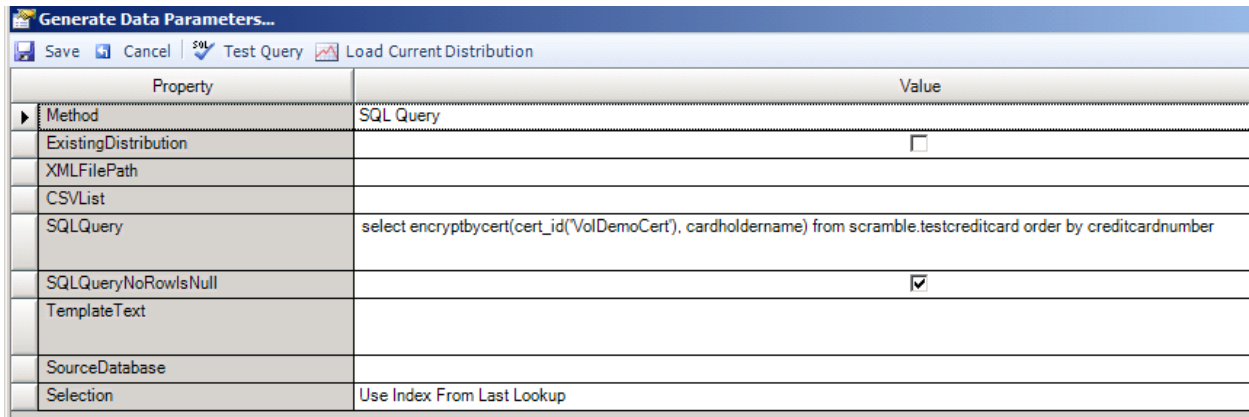 Generate Data Parameters...
Save Cancel SQL Test Query Load Current Distribution
Property Value
Method SQL Query
ExistingDistribution
XMLFilePath
CSVList
SQLQuery select encryptbycert(cert_id('VolDemoCert'), cardholdername) from scramble.testcreditcard order by creditcardnumber
SQLQueryNoRowIsNull
TemplateText
SourceDatabase
Selection Use Index From Last Lookup